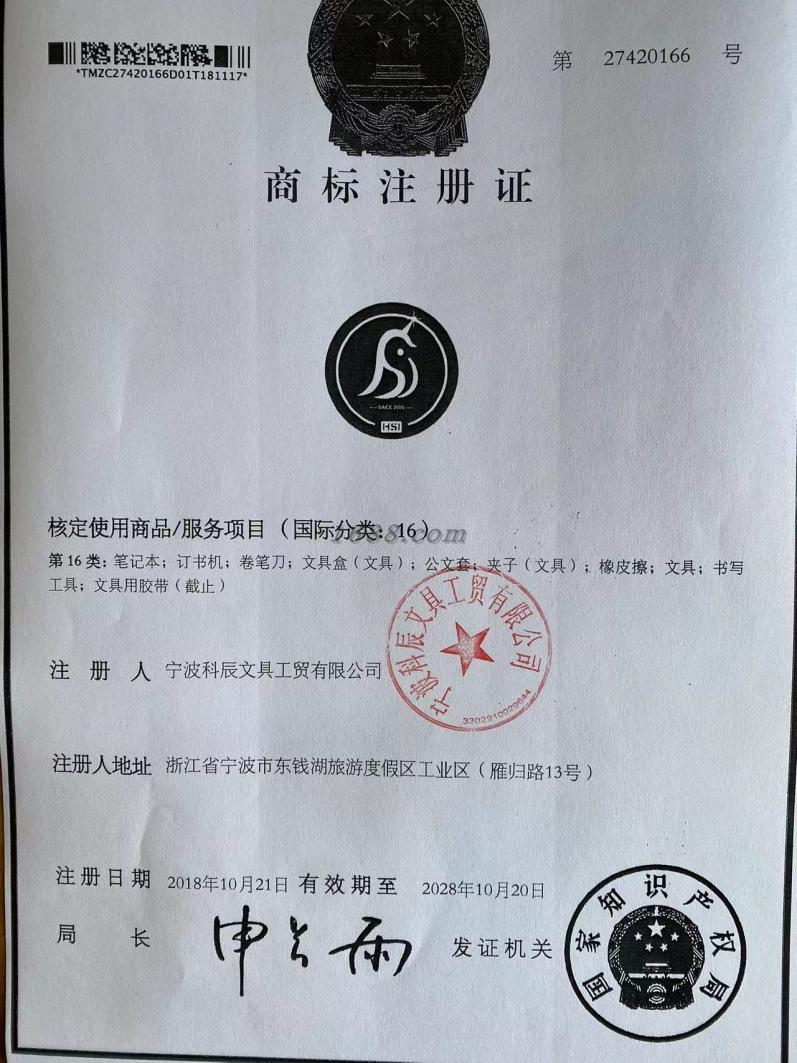 *TMZC27420166D01T181117*
第 27420166 号
商标注册证
SINCE 2005
HSI
核定使用商品/服务项目（国际分类：16）
1688.com
第 16 类：笔记本；订书机；卷笔刀；文具盒（文具）；公文套；夹子（文具）；橡皮擦；文具；书写
工具；文具用胶带（截止）
注册人 宁波科辰文具工贸有限公司
宁波科辰文具工贸有限公司
3302910029644
注册人地址 浙江省宁波市东钱湖旅游度假区工业区（雁归路13号）
注册日期 2018年10月21日 有效期至 2028年10月20日
局长 申长雨 发证机关
国家知识产权局